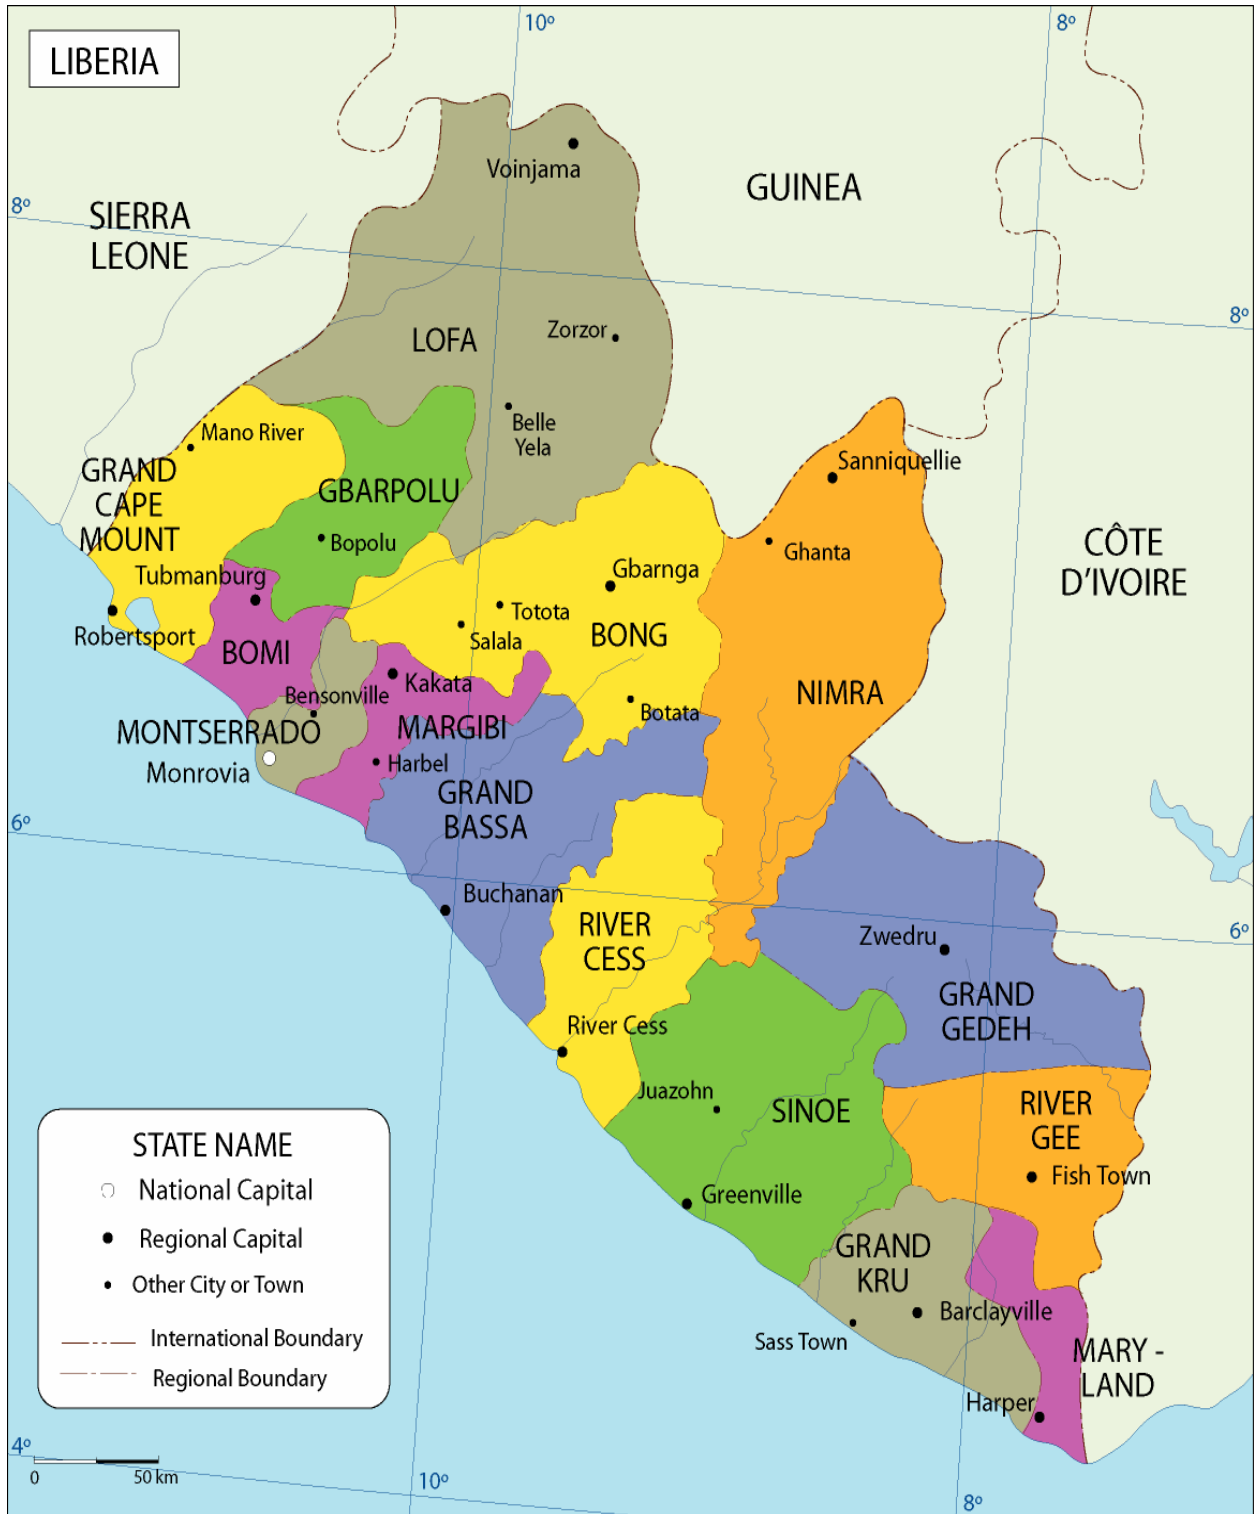 LIBERIA
10º
8º
Voinjama
GUINEA
SIERRA
LEONE
8º
8º
LOFA
Zorzor
Belle
Yela
Mano River
GRAND
CAPE
MOUNT
GBARPOLU
Bopolu
Sanniquellie
Ghanta
CÔTE
D'IVOIRE
Tubmanburg
Gbarnga
Totota
Salala
BONG
Robertsport
BOMI
Kakata
Bensonville
MARGIBI
Botata
NIMRA
MONTSERRADO
Monrovia
Harbel
GRAND
BASSA
6º
Buchanan
RIVER
CESS
Zwedru
6º
GRAND
GEDEH
River Cess
Juazohn
SINOE
RIVER
GEE
Fish Town
Greenville
GRAND
KRU
Barclayville
Sass Town
MARY -
LAND
Harper
STATE NAME
National Capital
Regional Capital
Other City or Town
International Boundary
Regional Boundary
4º
0
50 km
10º
8º